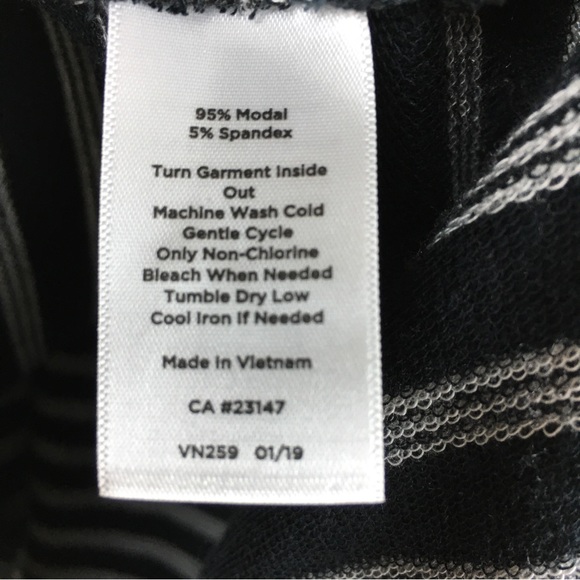 95% Modal
5% Spandex
Turn Garment Inside
Out
Machine Wash Cold
Gentle Cycle
Only Non-Chlorine
Bleach When Needed
Tumble Dry Low
Cool Iron If Needed
Made in Vietnam
CA #23147
VN259 01/19